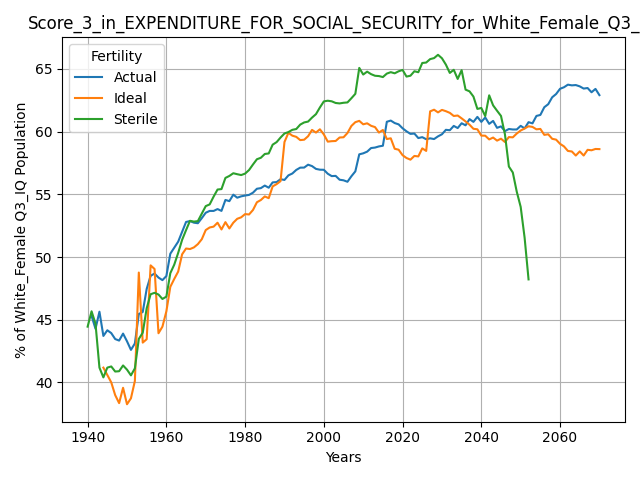 Score_3_in_EXPENDITURE_FOR_SOCIAL_SECURITY_for_White_Female_Q3_
Fertility
Actual
Ideal
Sterile
% of White_Female Q3_IQ Population
65
60
55
50
45
40
1940 1960 1980 2000 2020 2040 2060
Years